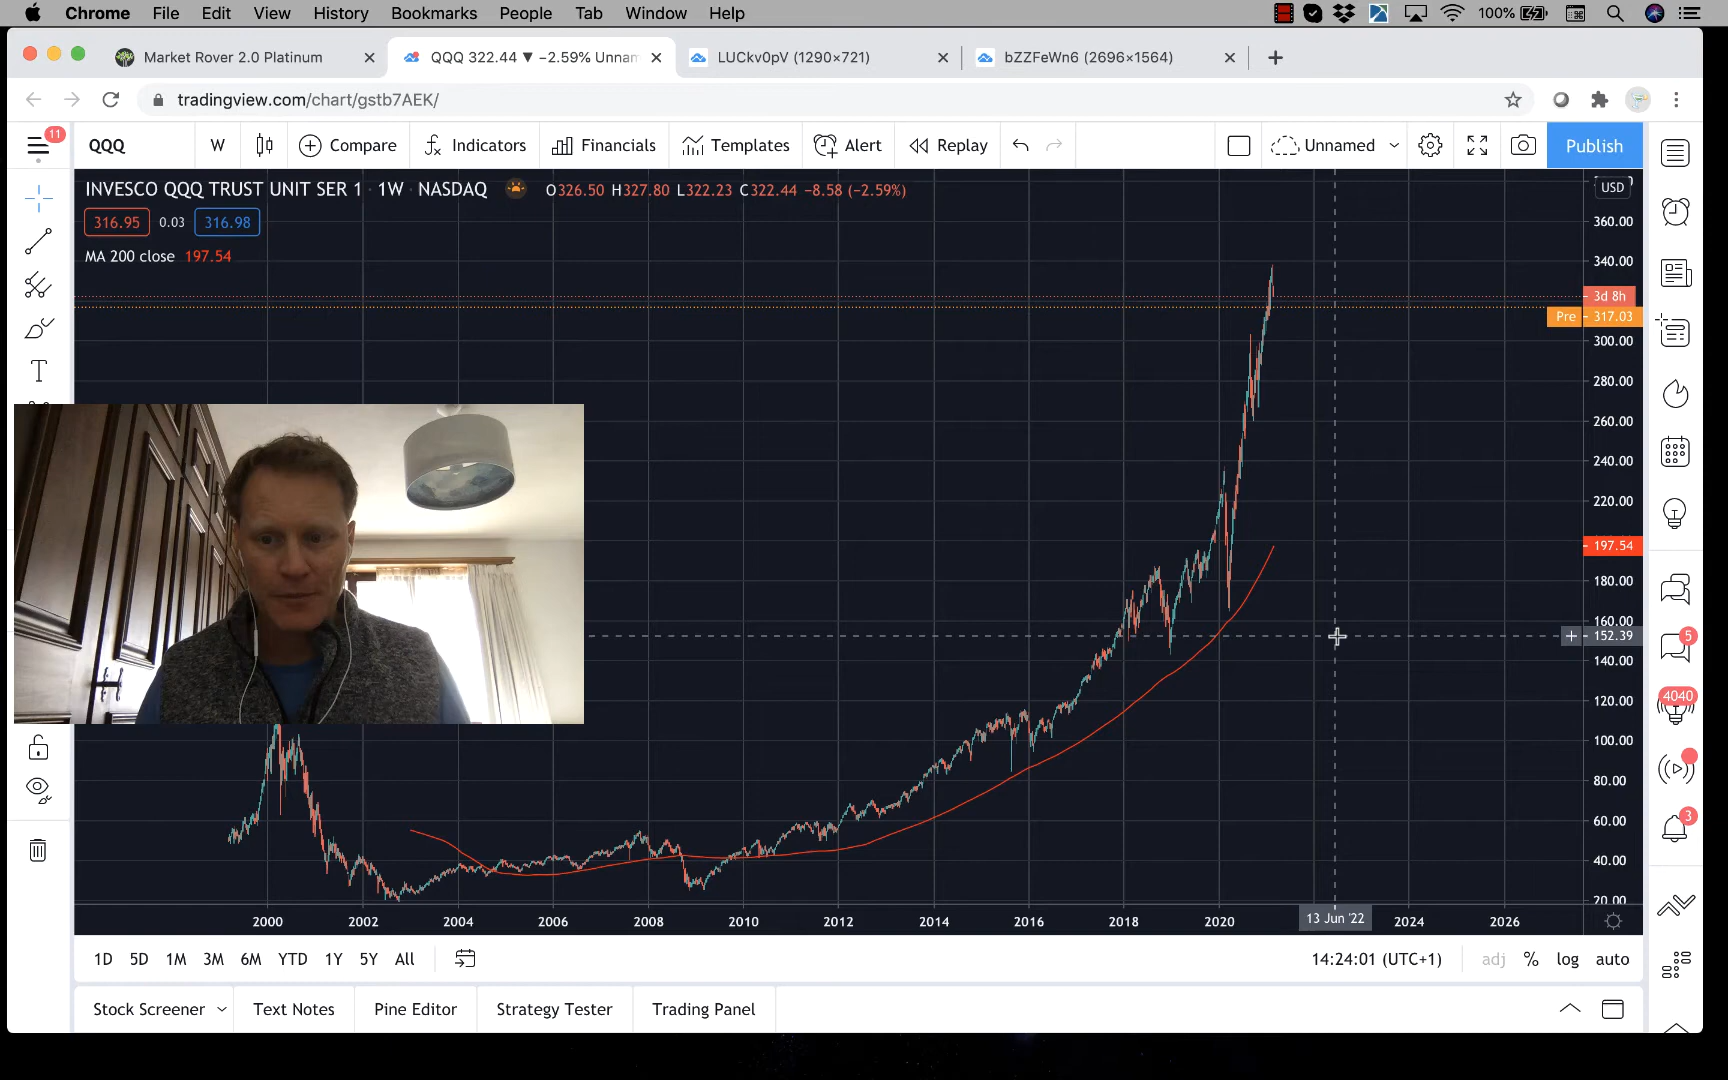 Chrome File Edit View History Bookmarks People Tab Window Help 100%
Market Rover 2.0 Platinum QQQ 322.44 ▼ −2.59% Unnam LUCkv0pV (1290×721) bZZFeWn6 (2696×1564)
tradingview.com/chart/gstb7AEK/
11 QQQ W Compare Indicators Financials Templates Alert Replay Unnamed Publish
INVESCO QQQ TRUST UNIT SER 1 · 1W · NASDAQ O326.50 H327.80 L322.23 C322.44 −8.58 (−2.59%)
USD
316.95 0.03 316.98
360.00
MA 200 close 197.54
340.00
3d 8h
Pre 317.03
300.00
280.00
260.00
240.00
220.00
197.54
180.00
160.00
152.39
140.00
120.00
100.00
80.00
60.00
40.00
20.00
T
5
4040
3
2000 2002 2004 2006 2008 2010 2012 2014 2016 2018 2020 13 Jun '22 2024 2026
1D 5D 1M 3M 6M YTD 1Y 5Y All 14:24:01 (UTC+1) adj % log auto
Stock Screener Text Notes Pine Editor Strategy Tester Trading Panel